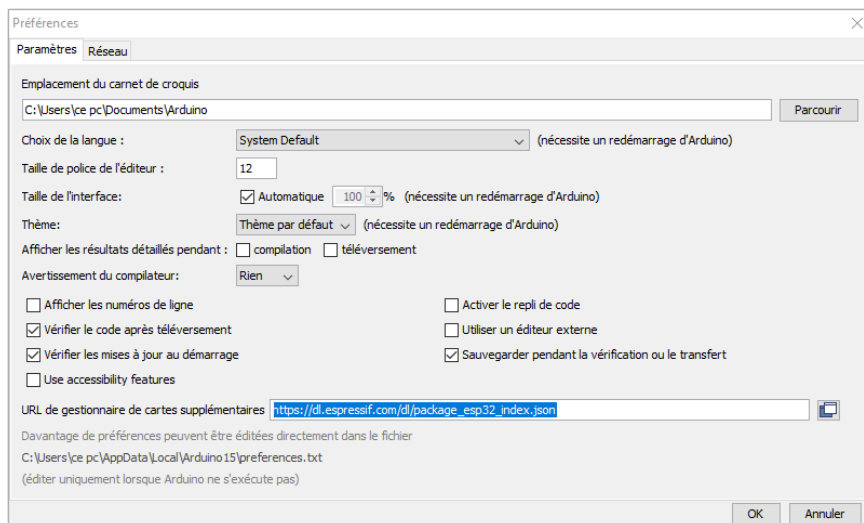 Préférences
Paramètres Réseau
Emplacement du carnet de croquis
C:\Users\ce pc\Documents\Arduino Parcourir
Choix de la langue : System Default (nécessite un redémarrage d'Arduino)
Taille de police de l'éditeur : 12
Taille de l'interface: Automatique 100 % (nécessite un redémarrage d'Arduino)
Thème: Thème par défaut (nécessite un redémarrage d'Arduino)
Afficher les résultats détaillés pendant : compilation téléversement
Avertissement du compilateur: Rien
Afficher les numéros de ligne Activer le repli de code
Vérifier le code après téléversement Utiliser un éditeur externe
Vérifier les mises à jour au démarrage Sauvegarder pendant la vérification ou le transfert
Use accessibility features
URL de gestionnaire de cartes supplémentaires https://dl.espressif.com/dl/package_esp32_index.json
Davantage de préférences peuvent être éditées directement dans le fichier
C:\Users\ce pc\AppData\Local\Arduino15\preferences.txt
(éditer uniquement lorsque Arduino ne s'exécute pas)
OK Annuler